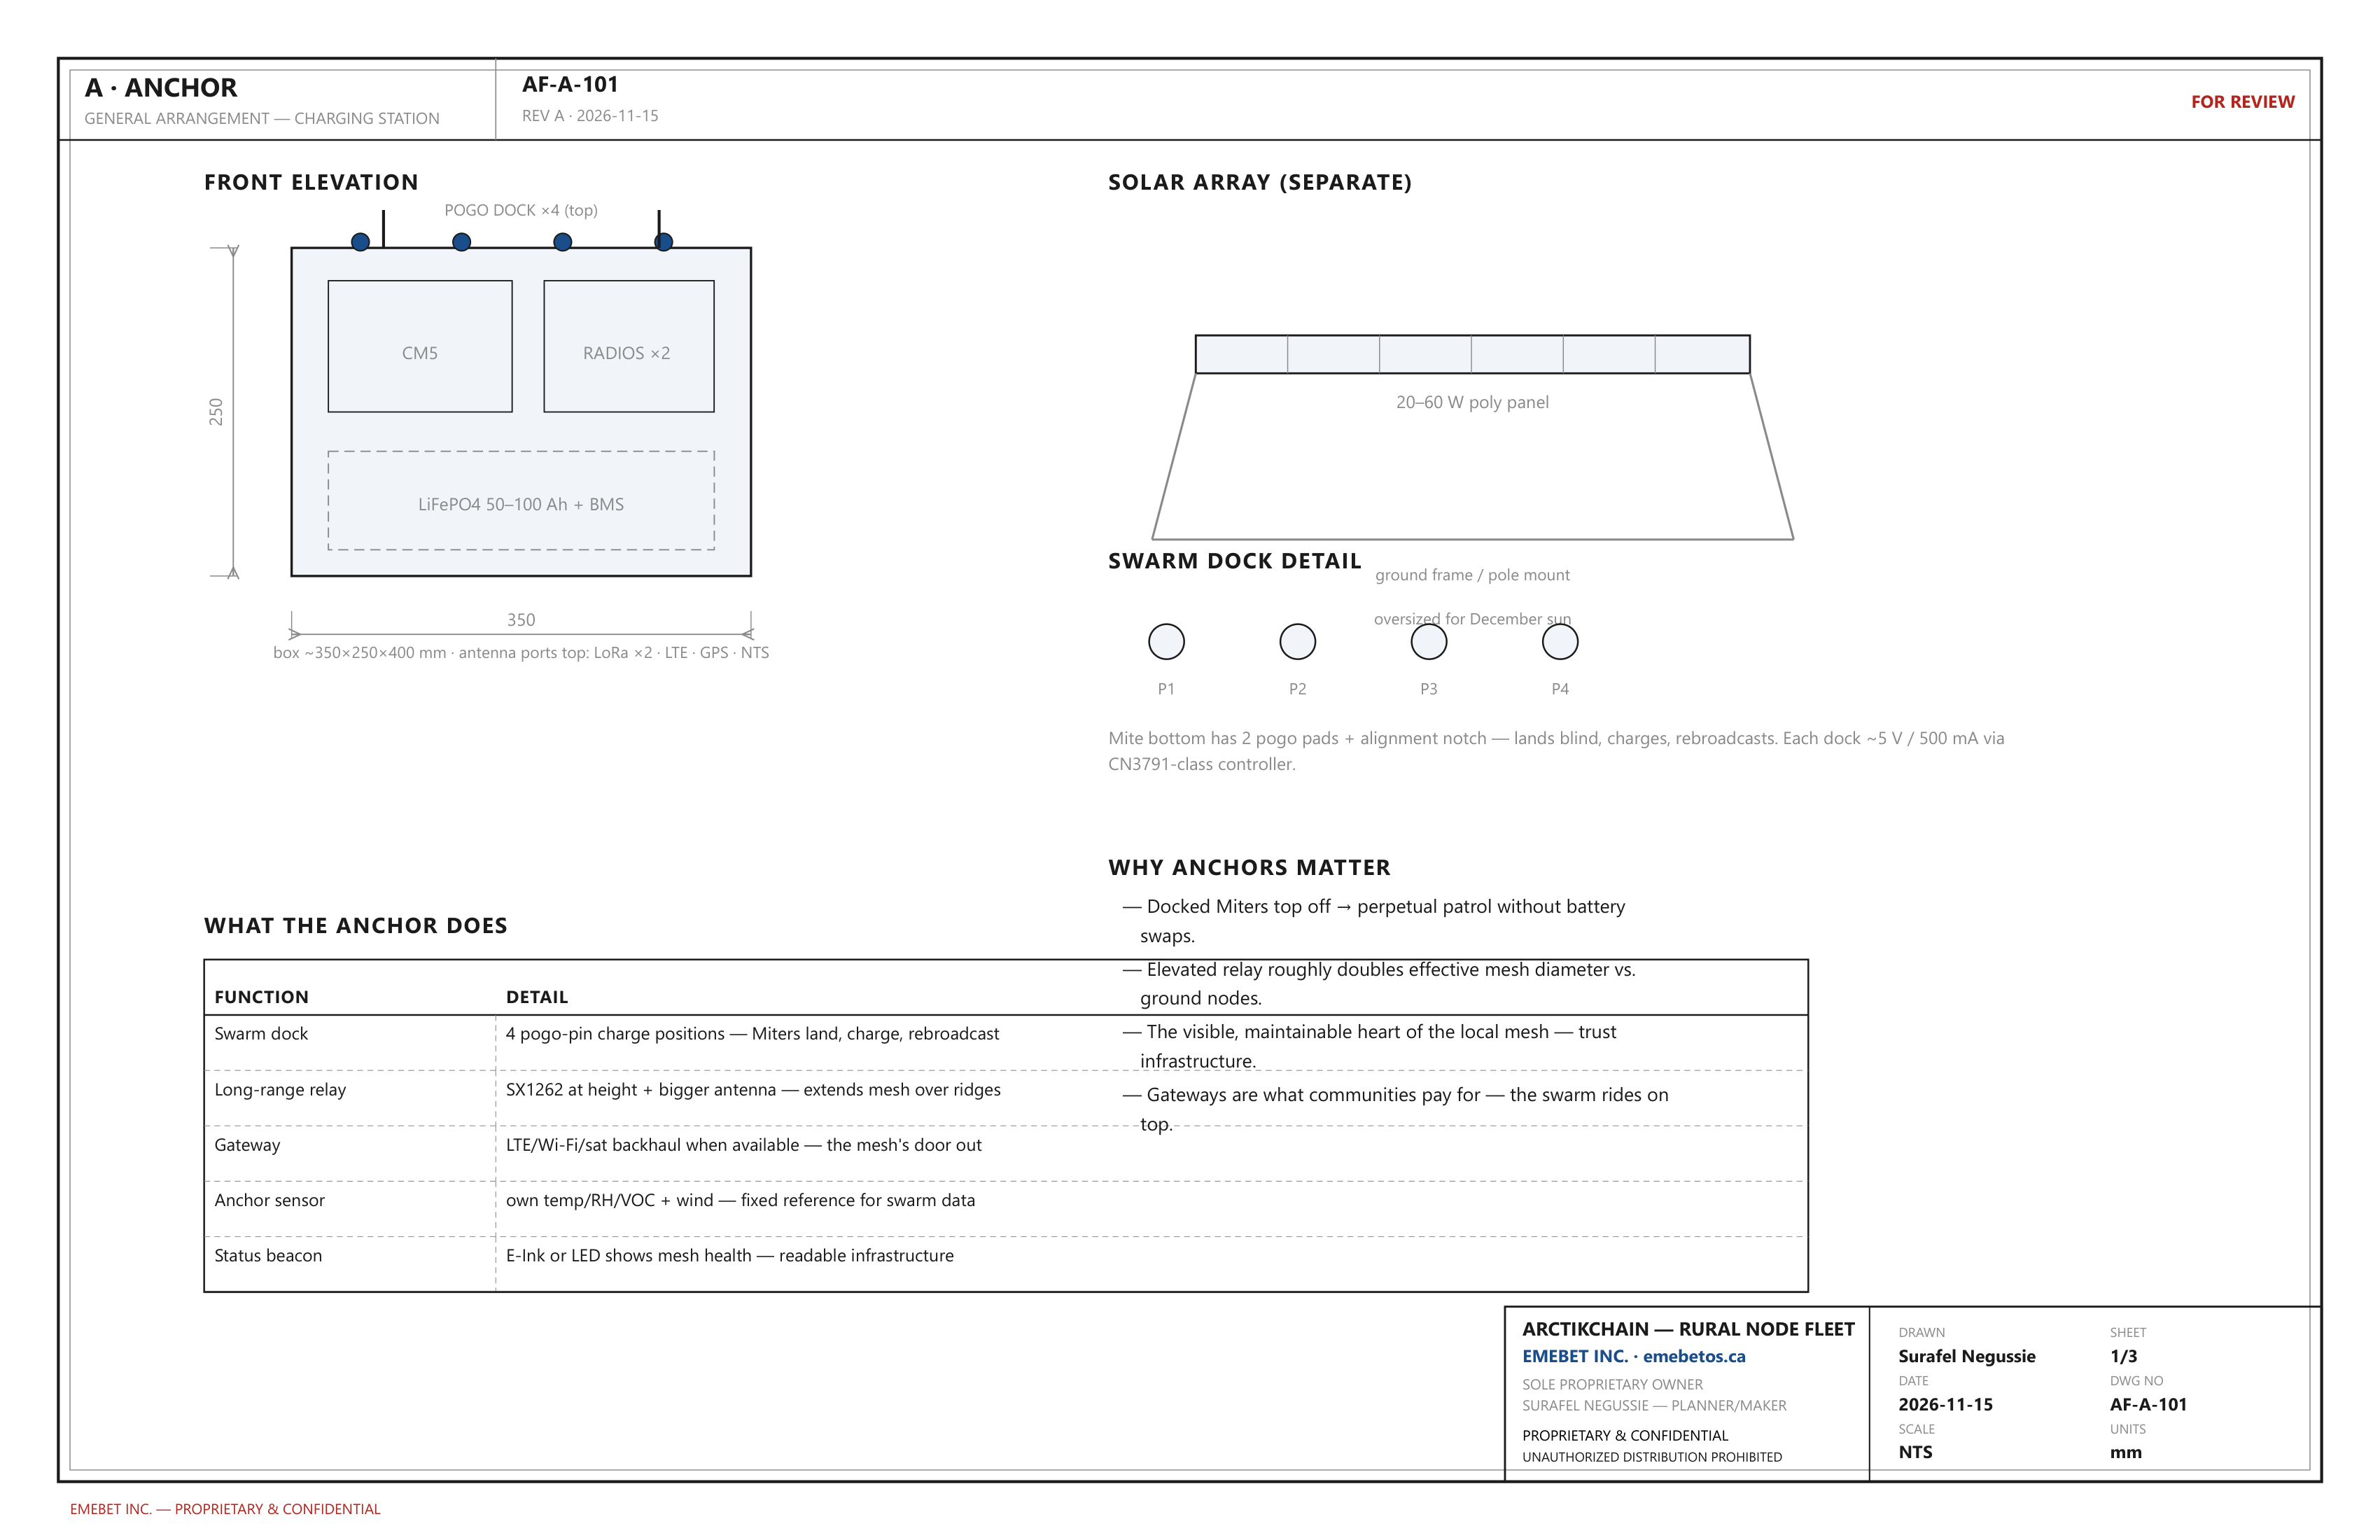 A · ANCHOR
GENERAL ARRANGEMENT — CHARGING STATION
AF-A-101
REV A · 2026-11-15
FOR REVIEW
FRONT ELEVATION
POGO DOCK ×4 (top)
CM5
RADIOS ×2
LiFePO4 50–100 Ah + BMS
250
350
box ~350×250×400 mm · antenna ports top: LoRa ×2 · LTE · GPS · NTS
SOLAR ARRAY (SEPARATE)
20–60 W poly panel
ground frame / pole mount
oversized for December sun
SWARM DOCK DETAIL
P1
P2
P3
P4
Mite bottom has 2 pogo pads + alignment notch — lands blind, charges, rebroadcasts. Each dock ~5 V / 500 mA via
CN3791-class controller.
WHY ANCHORS MATTER
— Docked Miters top off → perpetual patrol without battery
swaps.
— Elevated relay roughly doubles effective mesh diameter vs.
ground nodes.
— The visible, maintainable heart of the local mesh — trust
infrastructure.
— Gateways are what communities pay for — the swarm rides on
top.
WHAT THE ANCHOR DOES
FUNCTION
DETAIL
Swarm dock
4 pogo-pin charge positions — Miters land, charge, rebroadcast
Long-range relay
SX1262 at height + bigger antenna — extends mesh over ridges
Gateway
LTE/Wi-Fi/sat backhaul when available — the mesh's door out
Anchor sensor
own temp/RH/VOC + wind — fixed reference for swarm data
Status beacon
E-Ink or LED shows mesh health — readable infrastructure
ARCTIKCHAIN — RURAL NODE FLEET
EMEBET INC. · emebetos.ca
SOLE PROPRIETARY OWNER
SURAFEL NEGUSSIE — PLANNER/MAKER
PROPRIETARY & CONFIDENTIAL
UNAUTHORIZED DISTRIBUTION PROHIBITED
DRAWN
Surafel Negussie
DATE
2026-11-15
SCALE
NTS
SHEET
1/3
DWG NO
AF-A-101
UNITS
mm
EMEBET INC. — PROPRIETARY & CONFIDENTIAL